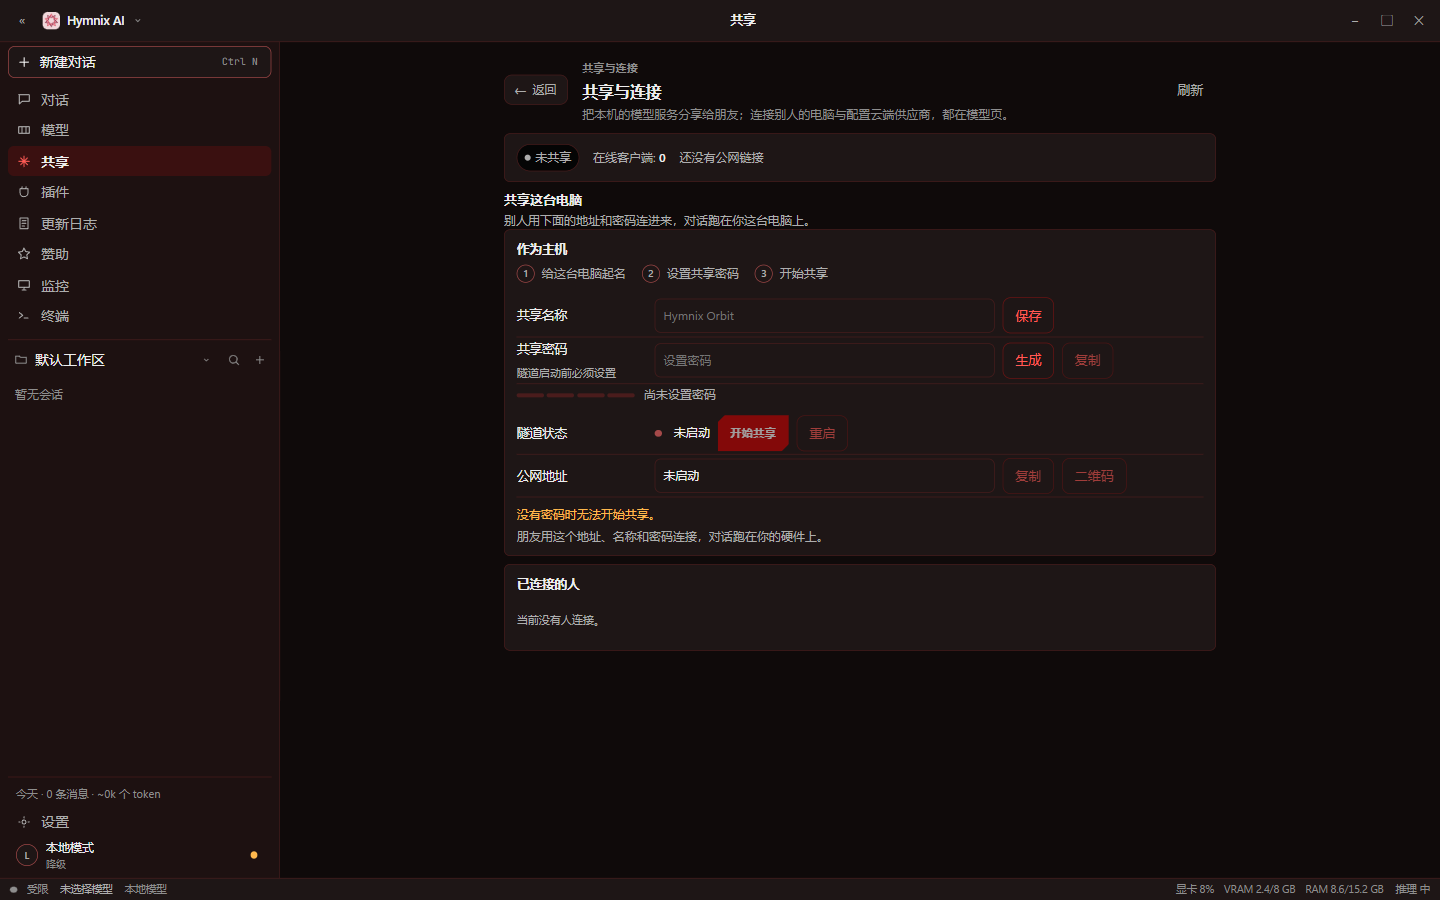 « Hymnix AI
共享
新建对话 Ctrl N
对话
模型
共享
插件
更新日志
赞助
监控
终端
默认工作区
暂无会话
今天 · 0 条消息 · ~0k 个 token
设置
L 本地模式
降级
← 返回
共享与连接
共享与连接
把本机的模型服务分享给朋友；连接别人的电脑与配置云端供应商，都在模型页。
刷新
未共享 在线客户端: 0 还没有公网链接
共享这台电脑
别人用下面的地址和密码连进来，对话跑在你这台电脑上。
作为主机
1 给这台电脑起名 2 设置共享密码 3 开始共享
共享名称 Hymnix Orbit 保存
共享密码 设置密码 生成 复制
隧道启动前必须设置
尚未设置密码
隧道状态 未启动 开始共享 重启
公网地址 未启动 复制 二维码
没有密码时无法开始共享。
朋友用这个地址、名称和密码连接，对话跑在你的硬件上。
已连接的人
当前没有人连接。
受限 未选择模型 本地模型
显卡 8% VRAM 2.4/8 GB RAM 8.6/15.2 GB 推理 中